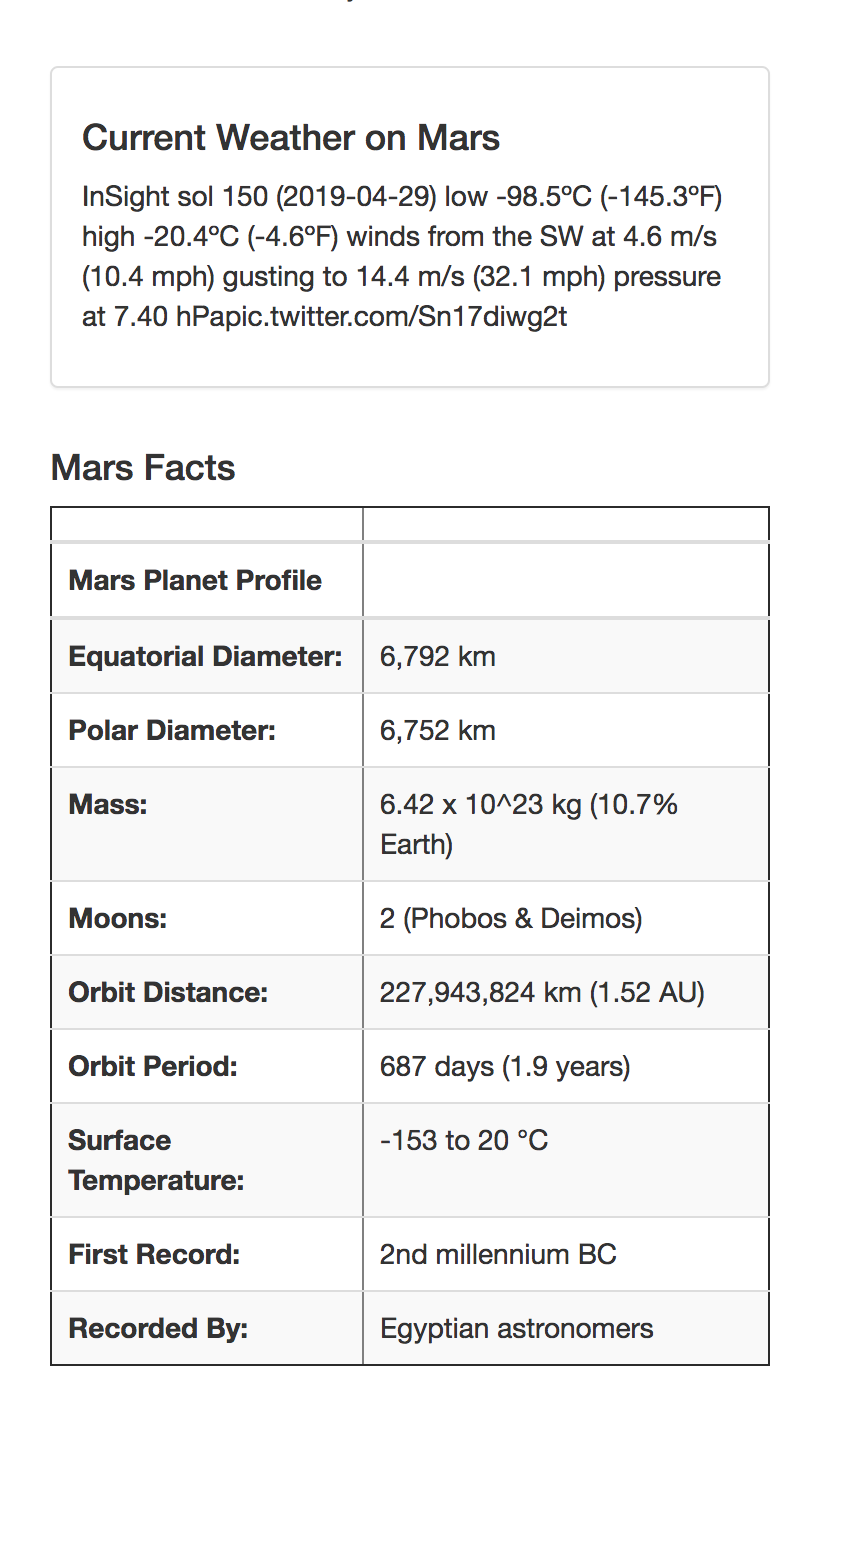 Current Weather on Mars
InSight sol 150 (2019-04-29) low -98.5ºC (-145.3ºF)
high -20.4ºC (-4.6ºF) winds from the SW at 4.6 m/s
(10.4 mph) gusting to 14.4 m/s (32.1 mph) pressure
at 7.40 hPapic.twitter.com/Sn17diwg2t
Mars Facts
Mars Planet Profile
Equatorial Diameter: 6,792 km
Polar Diameter: 6,752 km
Mass: 6.42 x 10^23 kg (10.7%
Earth)
Moons: 2 (Phobos & Deimos)
Orbit Distance: 227,943,824 km (1.52 AU)
Orbit Period: 687 days (1.9 years)
Surface -153 to 20 °C
Temperature:
First Record: 2nd millennium BC
Recorded By: Egyptian astronomers